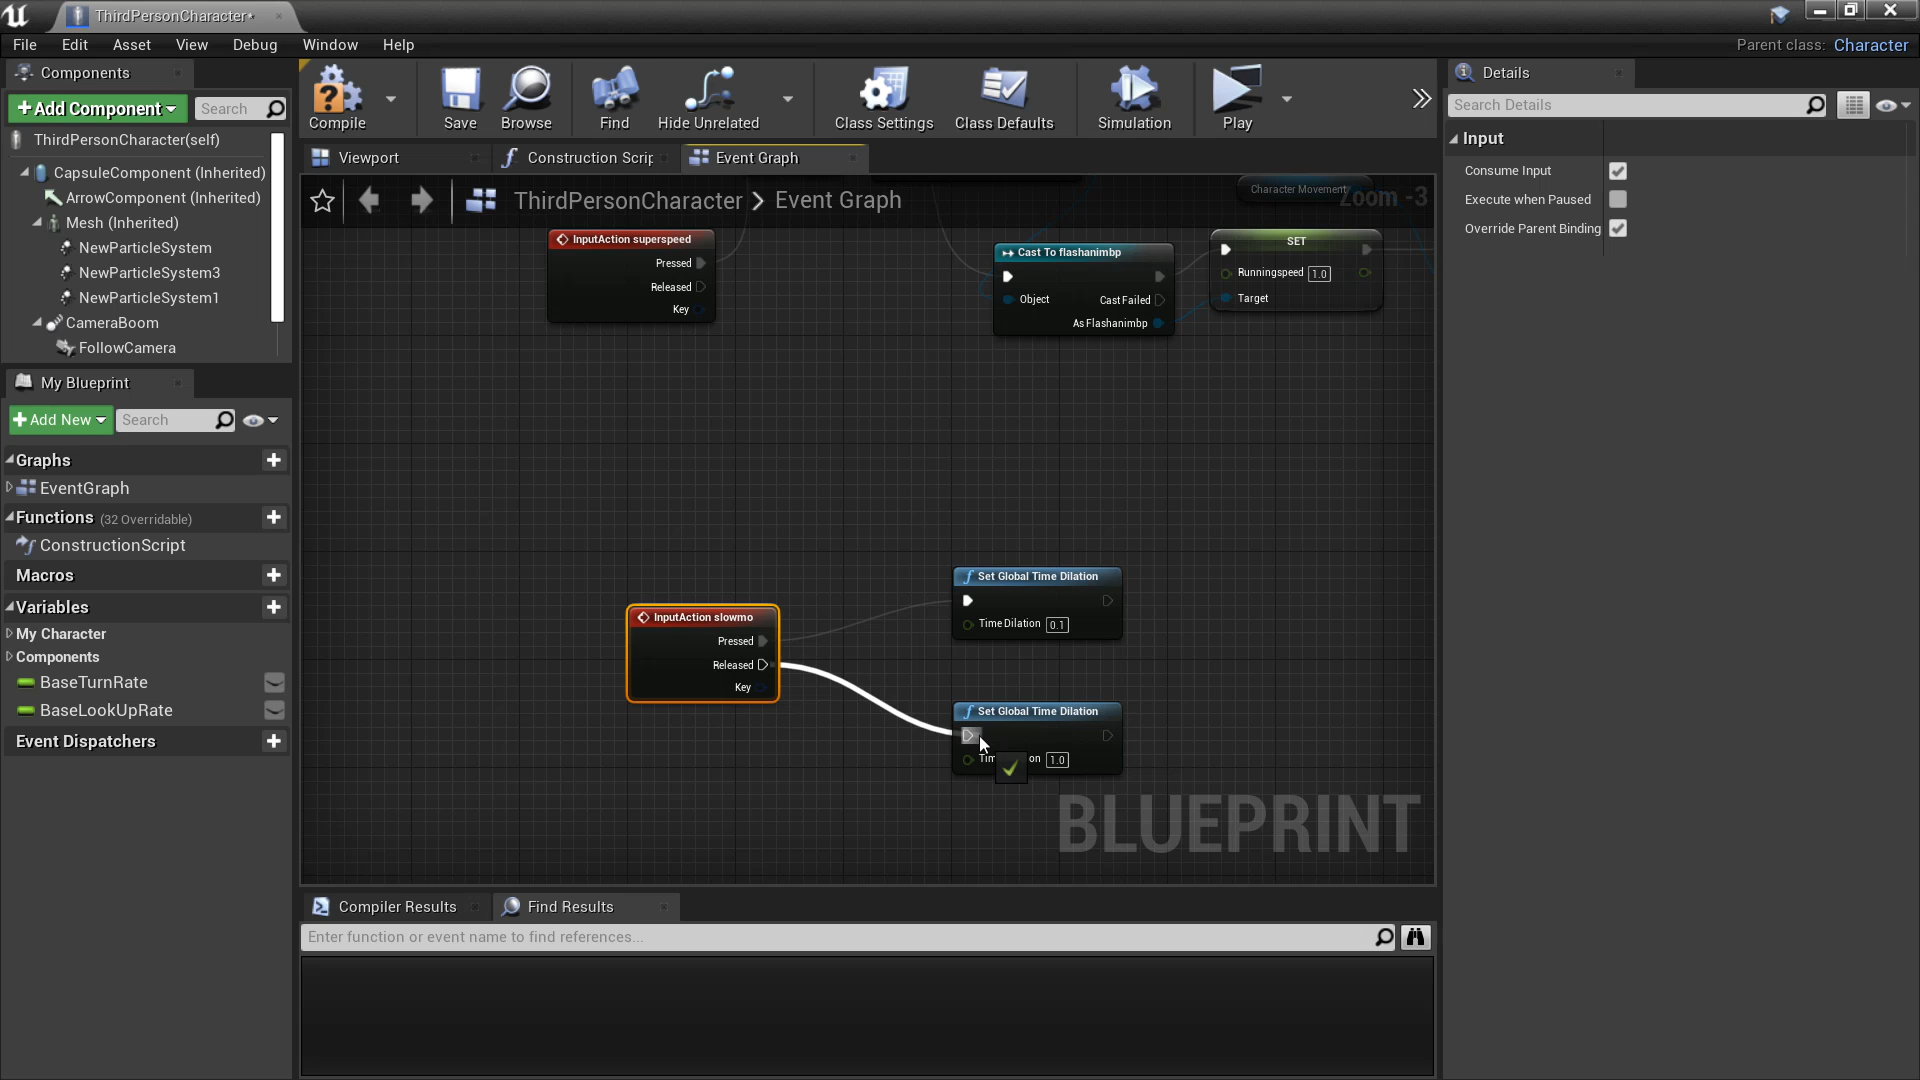 ThirdPersonCharacter*
File Edit Asset View Debug Window Help
Parent class: Character
Components
+Add Component
Search
ThirdPersonCharacter(self)
CapsuleComponent (Inherited)
ArrowComponent (Inherited)
Mesh (Inherited)
NewParticleSystem
NewParticleSystem3
NewParticleSystem1
CameraBoom
FollowCamera
My Blueprint
+Add New
Search
Graphs
EventGraph
Functions (32 Overridable)
ConstructionScript
Macros
Variables
My Character
Components
BaseTurnRate
BaseLookUpRate
Event Dispatchers
Compile Save Browse Find Hide Unrelated Class Settings Class Defaults Simulation Play
Viewport
Construction Scrip
Event Graph
ThirdPersonCharacter > Event Graph
Zoom -3
Character Movement
InputAction superspeed
Pressed
Released
Key
Cast To flashanimbp
Object
Cast Failed
As Flashanimbp
SET
Runningspeed 1.0
Target
InputAction slowmo
Pressed
Released
Key
Set Global Time Dilation
Time Dilation 0.1
Set Global Time Dilation
Tim on 1.0
BLUEPRINT
Compiler Results
Find Results
Enter function or event name to find references...
Details
Search Details
Input
Consume Input
Execute when Paused
Override Parent Binding